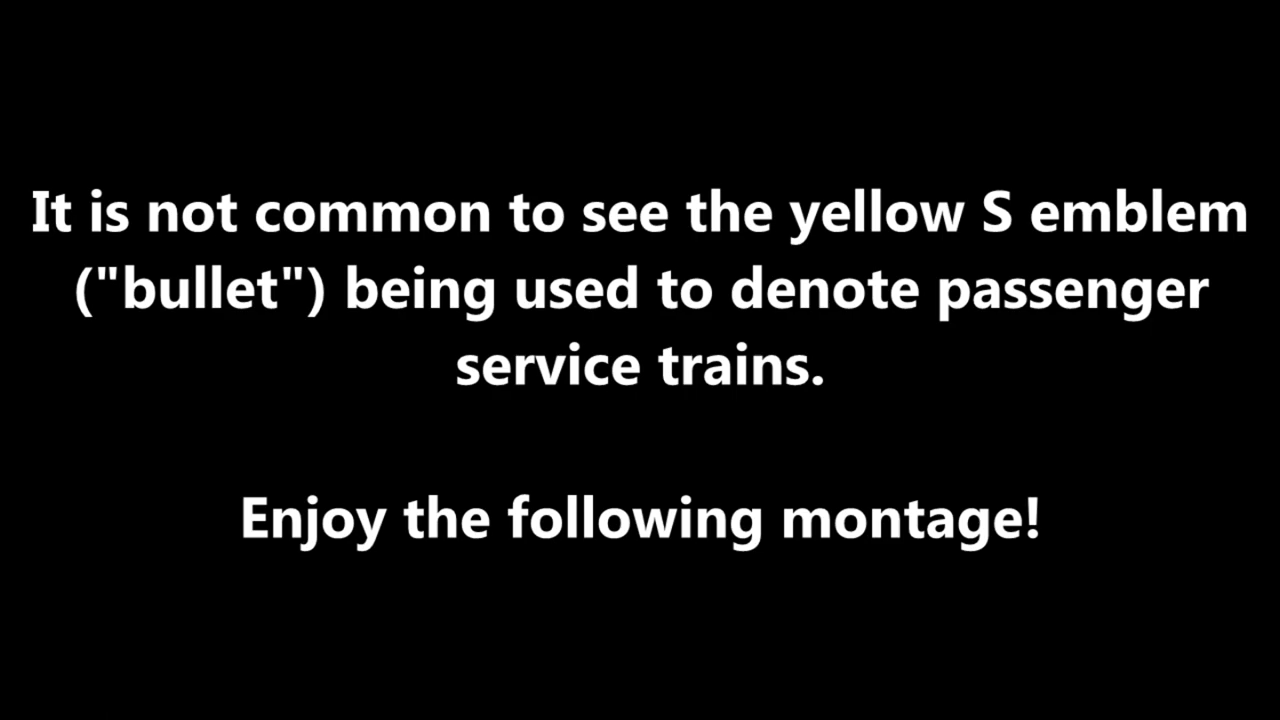 It is not common to see the yellow S emblem
("bullet") being used to denote passenger
service trains.
Enjoy the following montage!